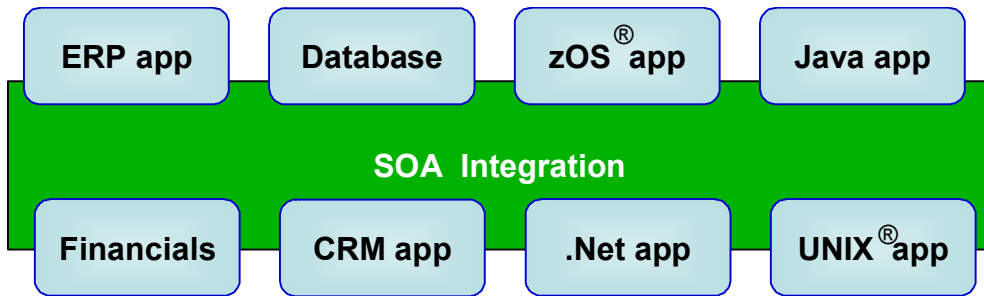 ERP app
Database
zOS® app
Java app
SOA Integration
Financials
CRM app
.Net app
UNIX® app